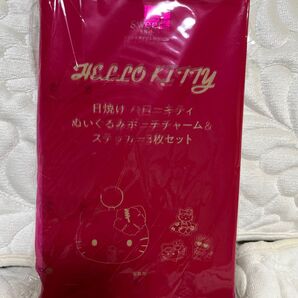 Sweet
HELLO KITTY
日焼けハローキティ
ぬいぐるみポーチチャーム&
ステッカー3枚セット